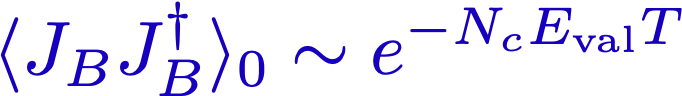 ⟨J_B J_B^†⟩_0 ∼ e^{−N_c E_val T}